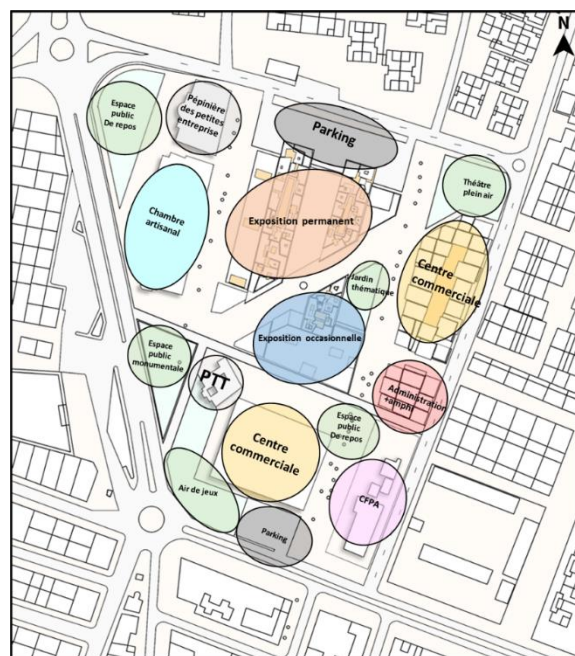 N
Espace
public
De repos
Pépinière
des petites
entreprise
Parking
Théâtre
plein air
Chambre
artisanal
Exposition permanent
Centre
commerciale
Jardin
thématique
Exposition occasionnelle
Espace
public
monumentale
PTT
Administration
+amphi
Centre
commerciale
Espace
public
De repos
Air de jeux
CFPA
Parking